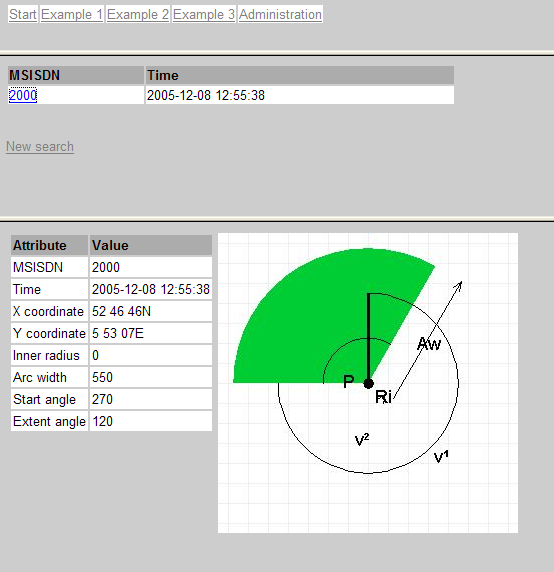 Start Example 1 Example 2 Example 3 Administration
MSISDN Time
2000 2005-12-08 12:55:38
New search
Attribute Value
MSISDN 2000
Time 2005-12-08 12:55:38
X coordinate 52 46 46N
Y coordinate 5 53 07E
Inner radius 0
Arc width 550
Start angle 270
Extent angle 120
Aw
P
Ri
v²
v¹